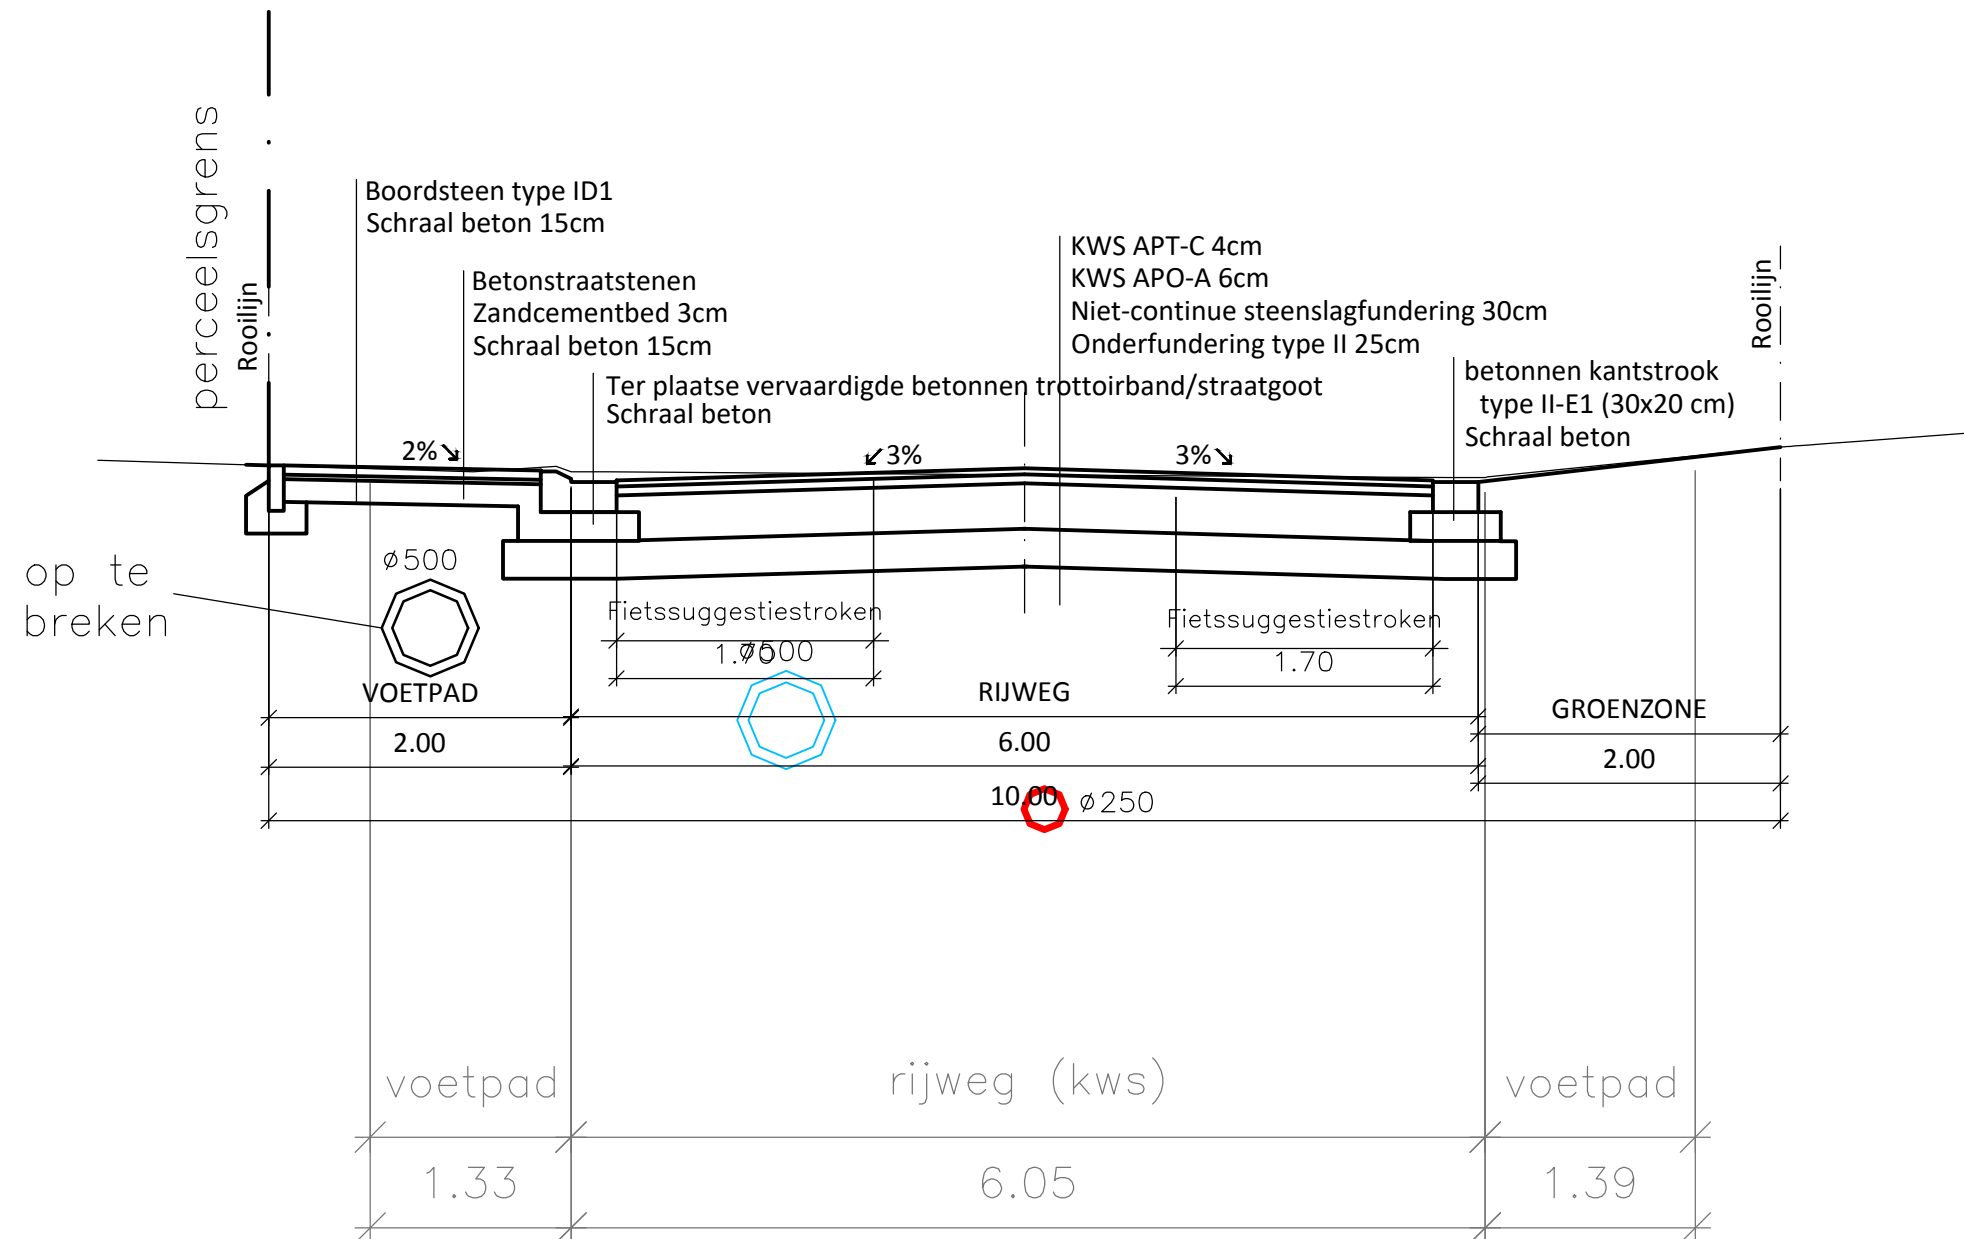 perceelsgrens
Rooilijn
Boordsteen type ID1
Schraal beton 15cm
Betonstraatstenen
Zandcementbed 3cm
Schraal beton 15cm
KWS APT-C 4cm
KWS APO-A 6cm
Niet-continue steenslagfundering 30cm
Onderfundering type II 25cm
Rooilijn
Ter plaatse vervaardigde betonnen trottoirband/straatgoot
Schraal beton
betonnen kantstrook
type II-E1 (30x20 cm)
Schraal beton
2%
3%
3%
op te
breken
ø500
Fietssuggestiestroken
1.70
ø500
Fietssuggestiestroken
1.70
VOETPAD
RIJWEG
GROENZONE
2.00
6.00
2.00
10.00
ø250
voetpad
rijweg (kws)
voetpad
1.33
6.05
1.39